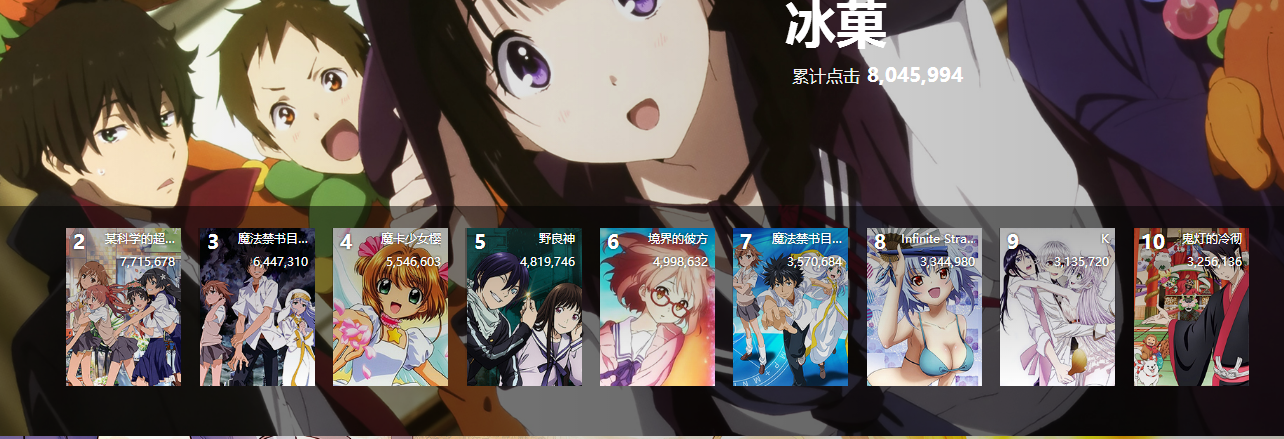 冰菓
累计点击 8,045,994
2 某科学的超...
7,715,678
3 魔法禁书目...
6,447,310
4 魔卡少女樱
5,546,603
5 野良神
4,819,746
6 境界的彼方
4,998,632
7 魔法禁书目...
3,570,684
8 Infinite Stra...
3,344,980
9 K
3,135,720
10 鬼灯的冷彻
3,256,136